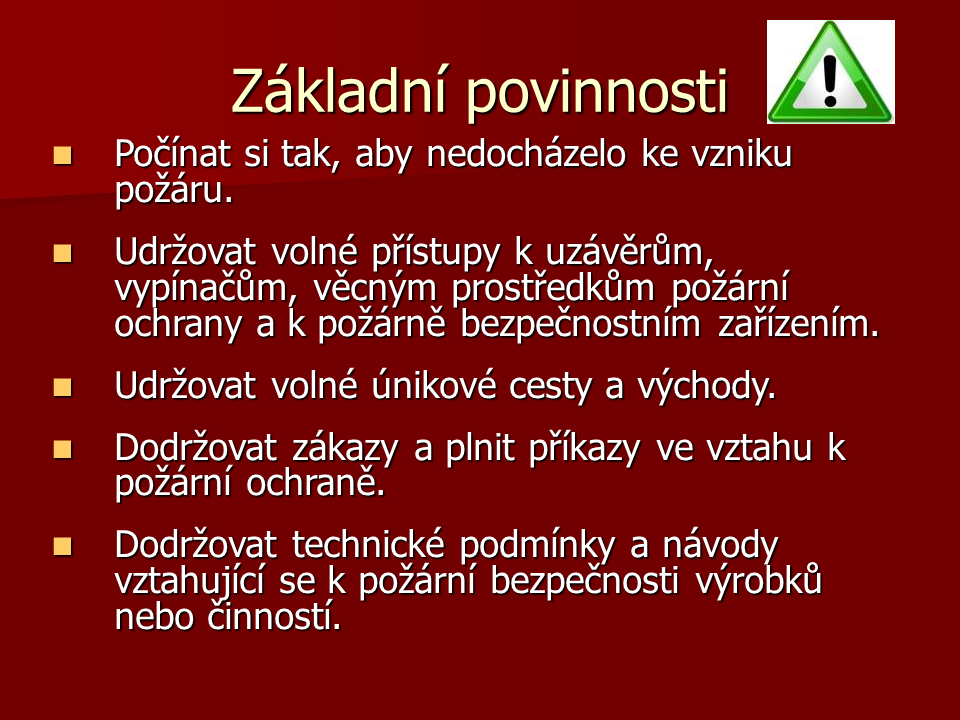 Základní povinnosti
!
Počínat si tak, aby nedocházelo ke vzniku
požáru.
Udržovat volné přístupy k uzávěrům,
vypínačům, věcným prostředkům požární
ochrany a k požárně bezpečnostním zařízením.
Udržovat volné únikové cesty a východy.
Dodržovat zákazy a plnit příkazy ve vztahu k
požární ochraně.
Dodržovat technické podmínky a návody
vztahující se k požární bezpečnosti výrobků
nebo činností.